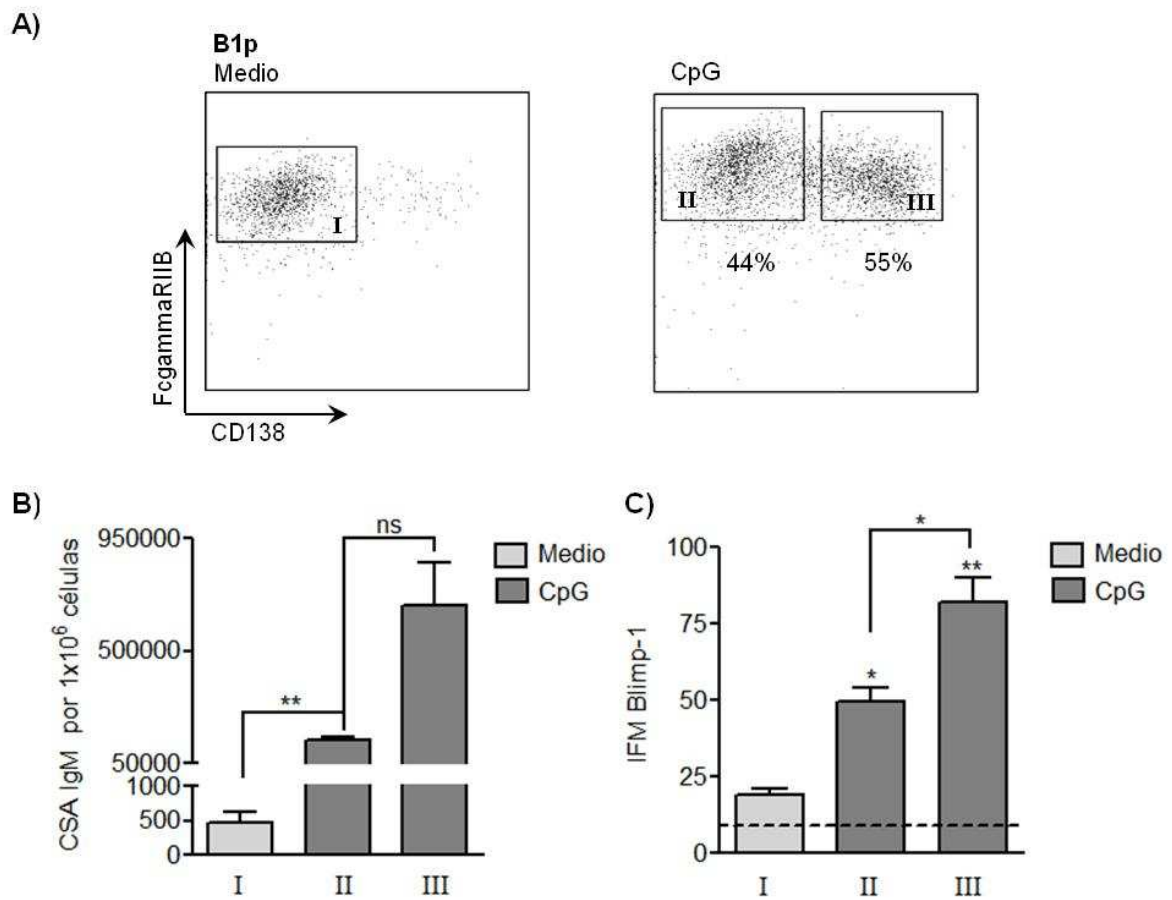 A)
B1p
Medio
CpG
I
II
III
44%
55%
FcgammaRIIB
CD138
B)
CSA IgM por 1x10⁶ células
950000
500000
50000
1000
500
0
**
ns
Medio
CpG
I
II
III
C)
IFM Blimp-1
100
75
50
25
0
*
*
**
Medio
CpG
I
II
III